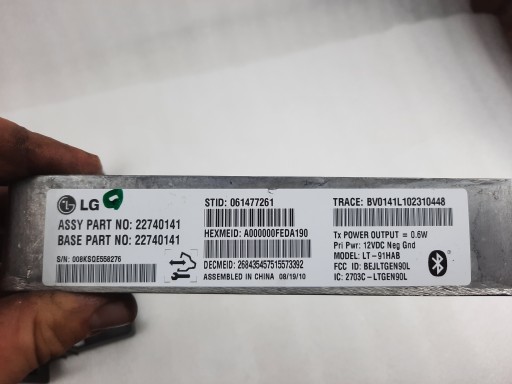 LG
ASSY PART NO: 22740141
BASE PART NO: 22740141
S/N: 008KSQE558276
STID: 061477261
HEXMEID: A000000FEDA190
DECMEID: 268435457515573392
ASSEMBLED IN CHINA 08/19/10
TRACE: BV0141L102310448
Tx POWER OUTPUT = 0.6W
Pri Pwr: 12VDC Neg Gnd
MODEL: LT-91HAB
FCC ID: BEJLTGEN90L
IC: 2703C-LTGEN90L